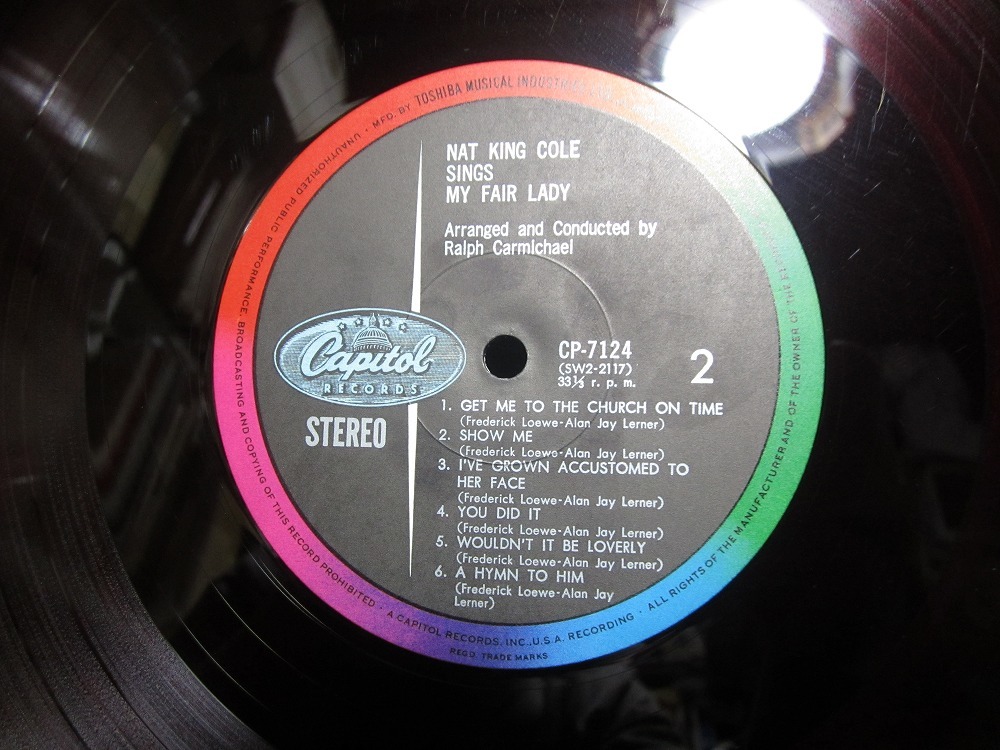 MFD. BY TOSHIBA MUSICAL INDUSTRIES
NAT KING COLE
SINGS
MY FAIR LADY
Arranged and Conducted by
Ralph Carmichael
Capitol
RECORDS
STEREO
CP-7124
(SW2-2117)
33⅓ r. p. m.
2
1. GET ME TO THE CHURCH ON TIME
(Frederick Loewe-Alan Jay Lerner)
2. SHOW ME
(Frederick Loewe-Alan Jay Lerner)
3. I'VE GROWN ACCUSTOMED TO
HER FACE
(Frederick Loewe-Alan Jay Lerner)
4. YOU DID IT
(Frederick Loewe-Alan Jay Lerner)
5. WOULDN'T IT BE LOVERLY
(Frederick Loewe-Alan Jay Lerner)
6. A HYMN TO HIM
(Frederick Loewe-Alan Jay
Lerner)
UNAUTHORIZED PUBLIC PERFORMANCE, BROADCASTING AND COPYING OF THIS RECORD PROHIBITED · A CAPITOL RECORDS, INC., U.S.A. RECORDING · ALL RIGHTS OF THE MANUFACTURER AND OF THE OWNER OF THE
REGD. TRADE MARKS